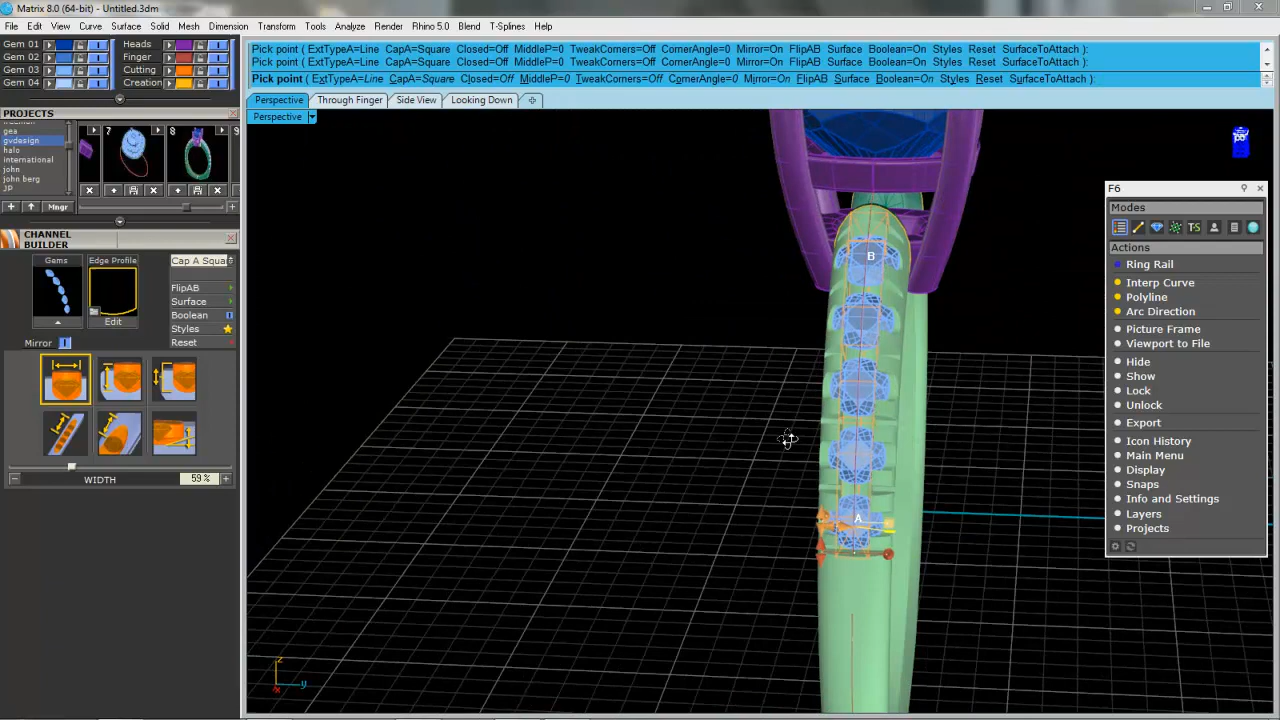 Matrix 8.0 (64-bit) - Untitled.3dm
File Edit View Curve Surface Solid Mesh Dimension Transform Tools Analyze Render Rhino 5.0 Blend T-Splines Help
Gem 01 Heads
Gem 02 Finger
Gem 03 Cutting
Gem 04 Creation
Pick point ( ExtTypeA=Line CapA=Square Closed=Off MiddleP=0 TweakCorners=Off CornerAngle=0 Mirror=On FlipAB Surface Boolean=On Styles Reset SurfaceToAttach ):
Pick point ( ExtTypeA=Line CapA=Square Closed=Off MiddleP=0 TweakCorners=Off CornerAngle=0 Mirror=On FlipAB Surface Boolean=On Styles Reset SurfaceToAttach ):
Pick point ( ExtTypeA=Line CapA=Square Closed=Off MiddleP=0 TweakCorners=Off CornerAngle=0 Mirror=On FlipAB Surface Boolean=On Styles Reset SurfaceToAttach ):
Perspective Through Finger Side View Looking Down
Perspective
PROJECTS
gea
gvdesign
halo
international
john
john berg
JP
7 8 9
Mngr
CHANNEL
BUILDER
Gems Edge Profile
Cap A Squar
FlipAB
Surface
Boolean
Styles
Reset
Edit
Mirror
WIDTH 59 %
B
A
z
y
x
F6
Modes
T-S
Actions
Ring Rail
Interp Curve
Polyline
Arc Direction
Picture Frame
Viewport to File
Hide
Show
Lock
Unlock
Export
Icon History
Main Menu
Display
Snaps
Info and Settings
Layers
Projects